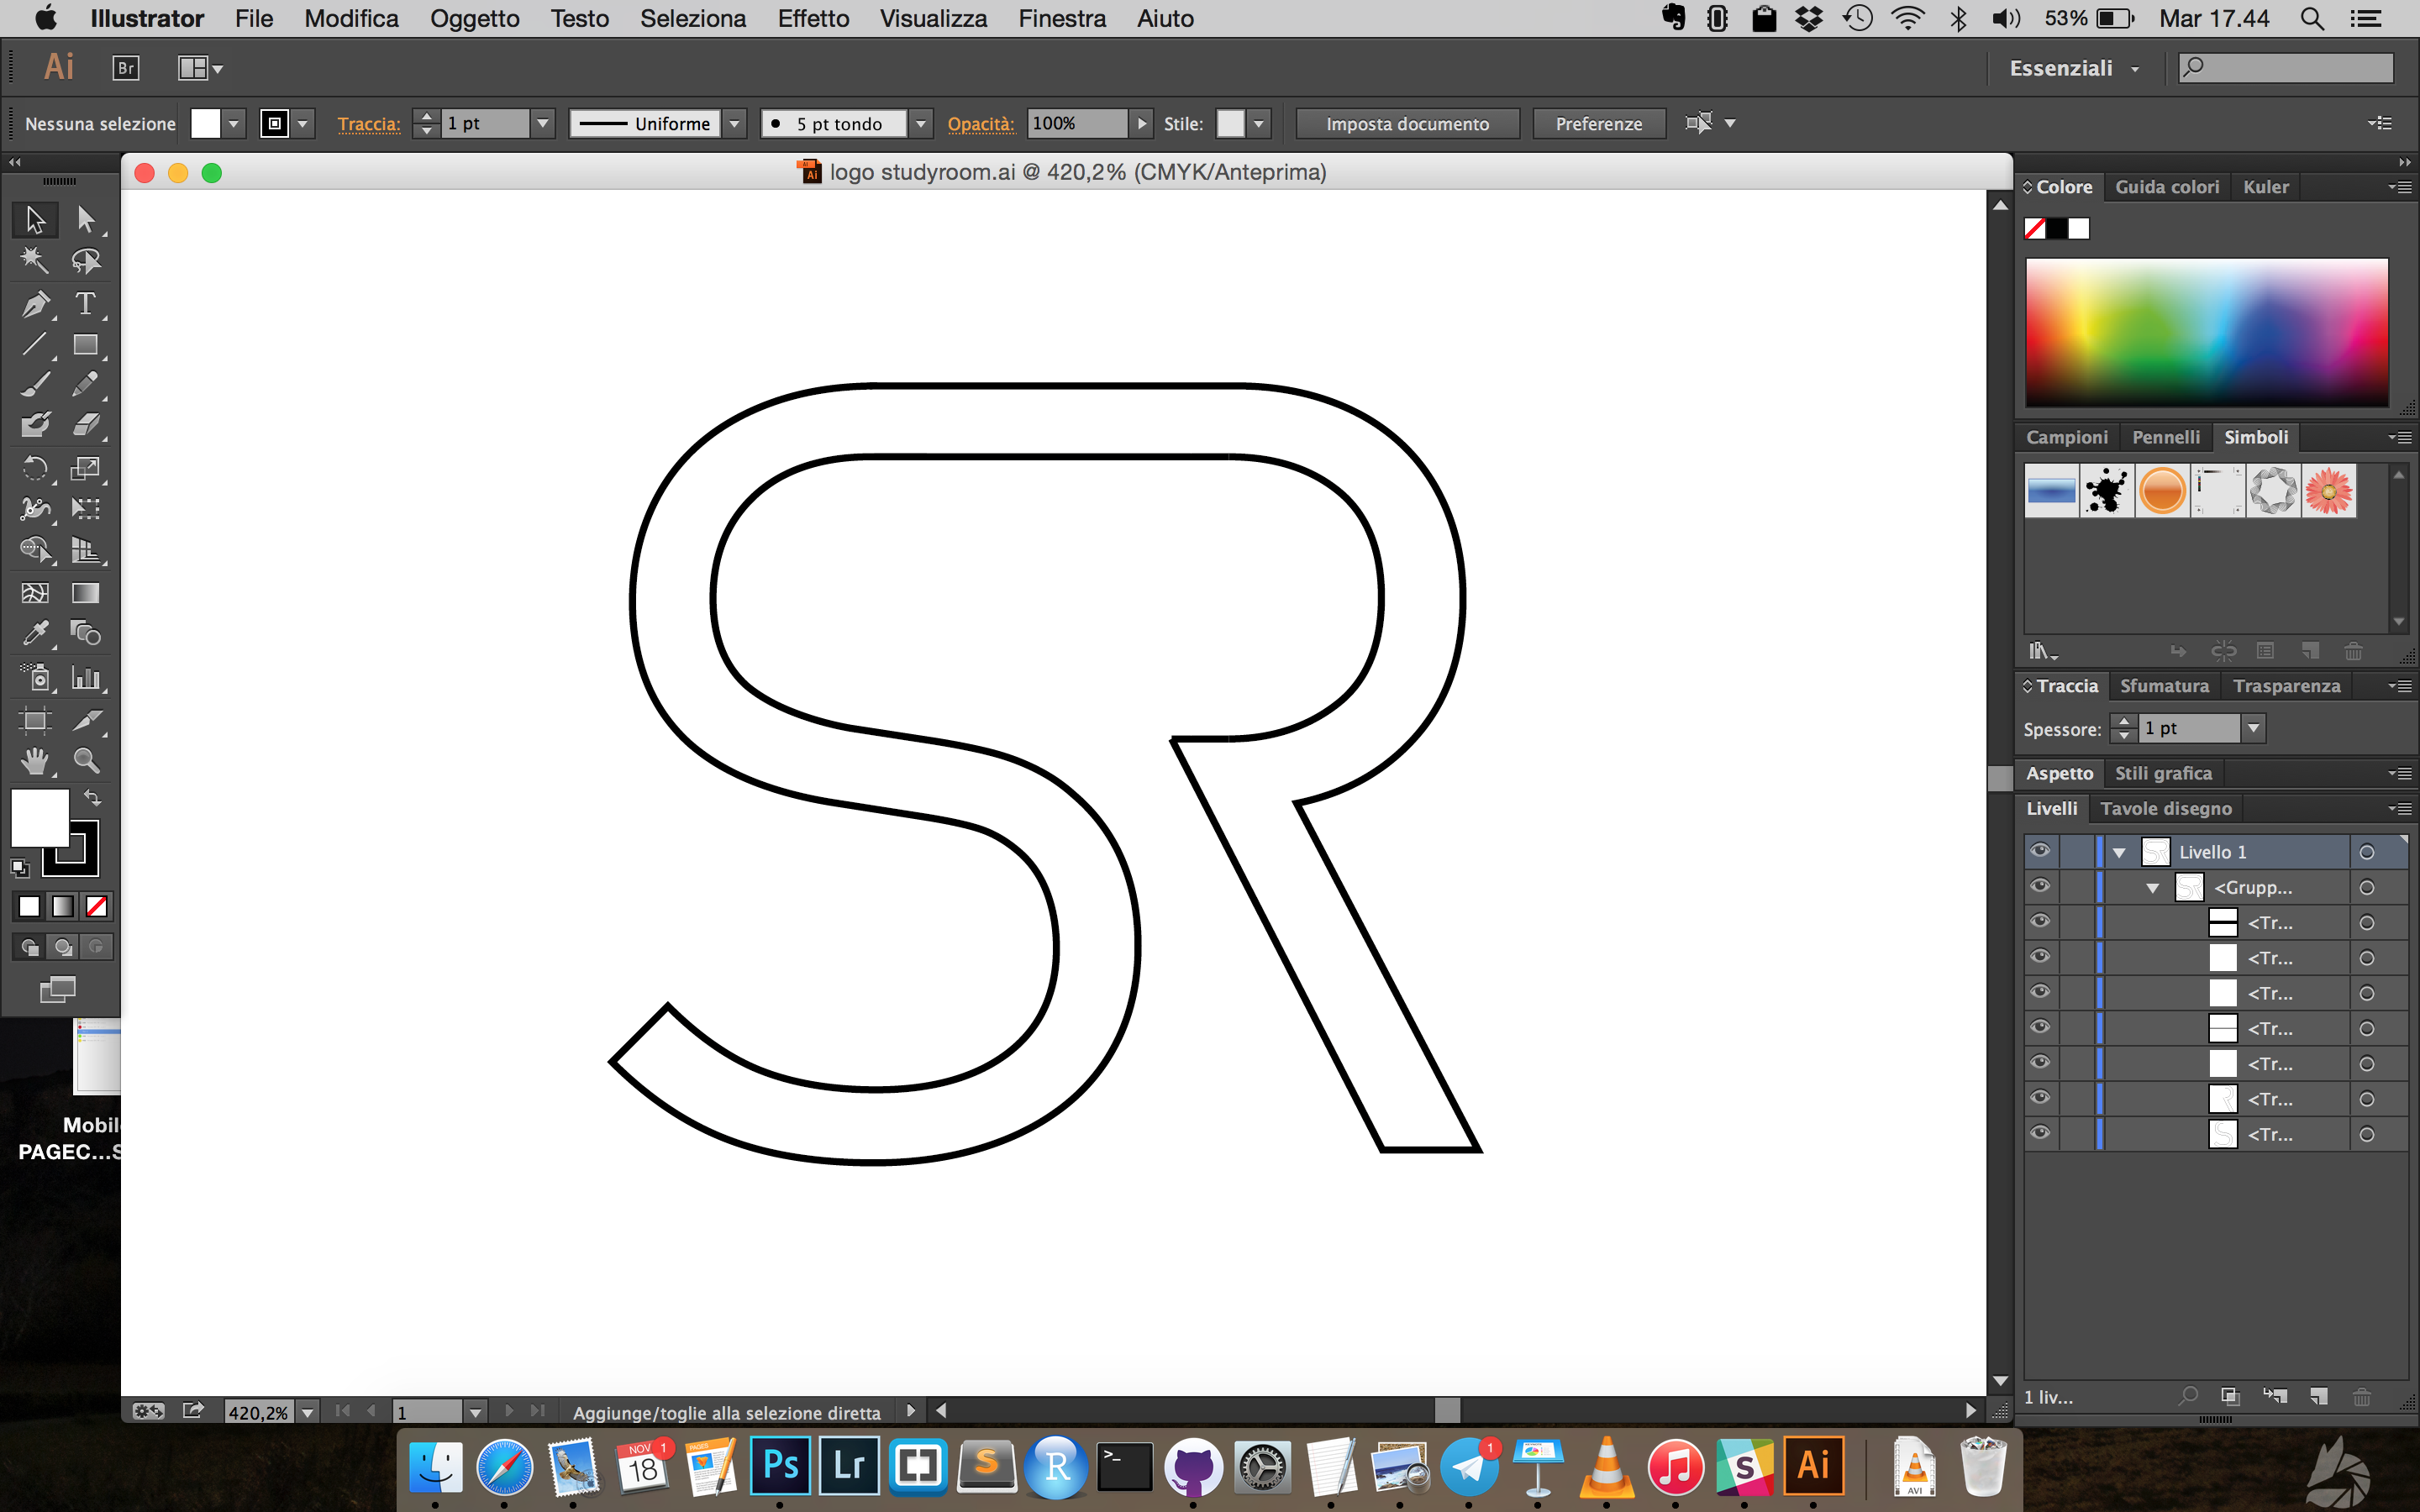 Illustrator File Modifica Oggetto Testo Seleziona Effetto Visualizza Finestra Aiuto 53% Mar 17.44
Ai Br Essenziali
Nessuna selezione Traccia: 1 pt Uniforme 5 pt tondo Opacità: 100% Stile: Imposta documento Preferenze
logo studyroom.ai @ 420,2% (CMYK/Anteprima)
Colore Guida colori Kuler
T
SR
Campioni Pennelli Simboli
Traccia Sfumatura Trasparenza
Spessore: 1 pt
Aspetto Stili grafica
Livelli Tavole disegno
Livello 1
<Grupp...
<Tr...
<Tr...
<Tr...
<Tr...
<Tr...
<Tr...
<Tr...
1 liv...
Mobil
PAGEC...S
420,2% 1 Aggiunge/toglie alla selezione diretta
NOV 18 1 PAGES Ps Lr S R >_ 1 S Ai AVI